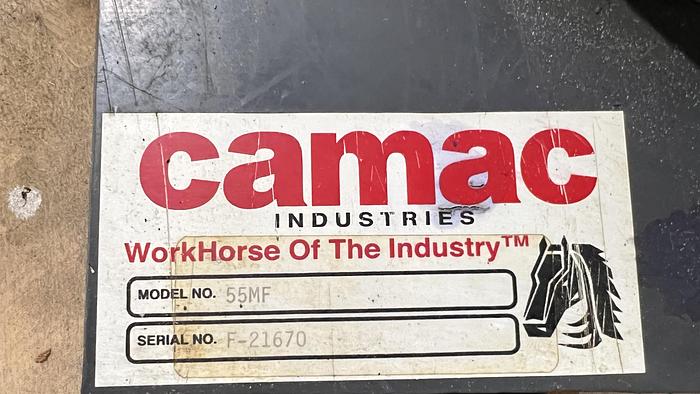 camac
INDUSTRIES
WorkHorse Of The Industry™
MODEL NO. 55MF
SERIAL NO. F-21670